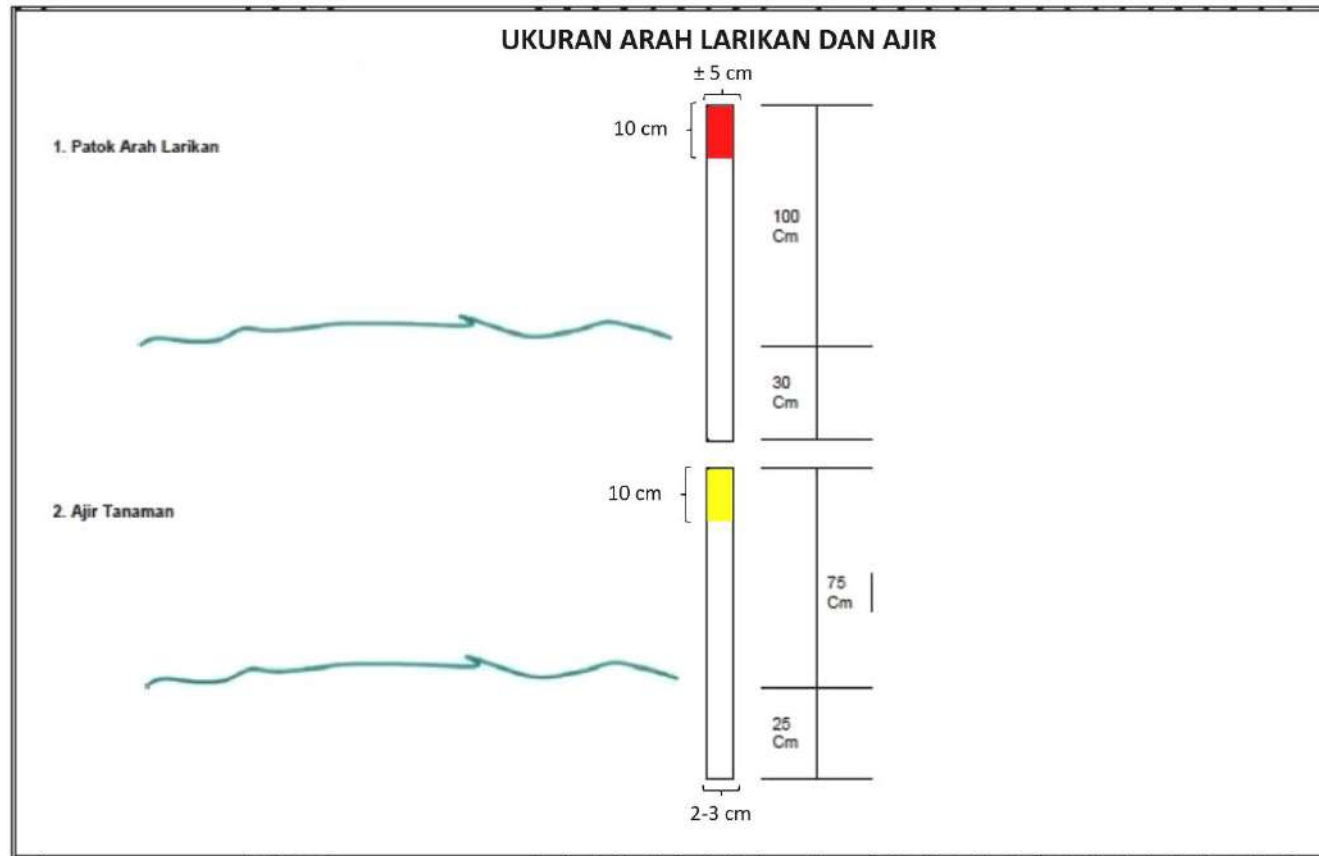 UKURAN ARAH LARIKAN DAN AJIR
± 5 cm
10 cm
1. Patok Arah Larikan
100
Cm
30
Cm
10 cm
2. Ajir Tanaman
75
Cm
25
Cm
2-3 cm